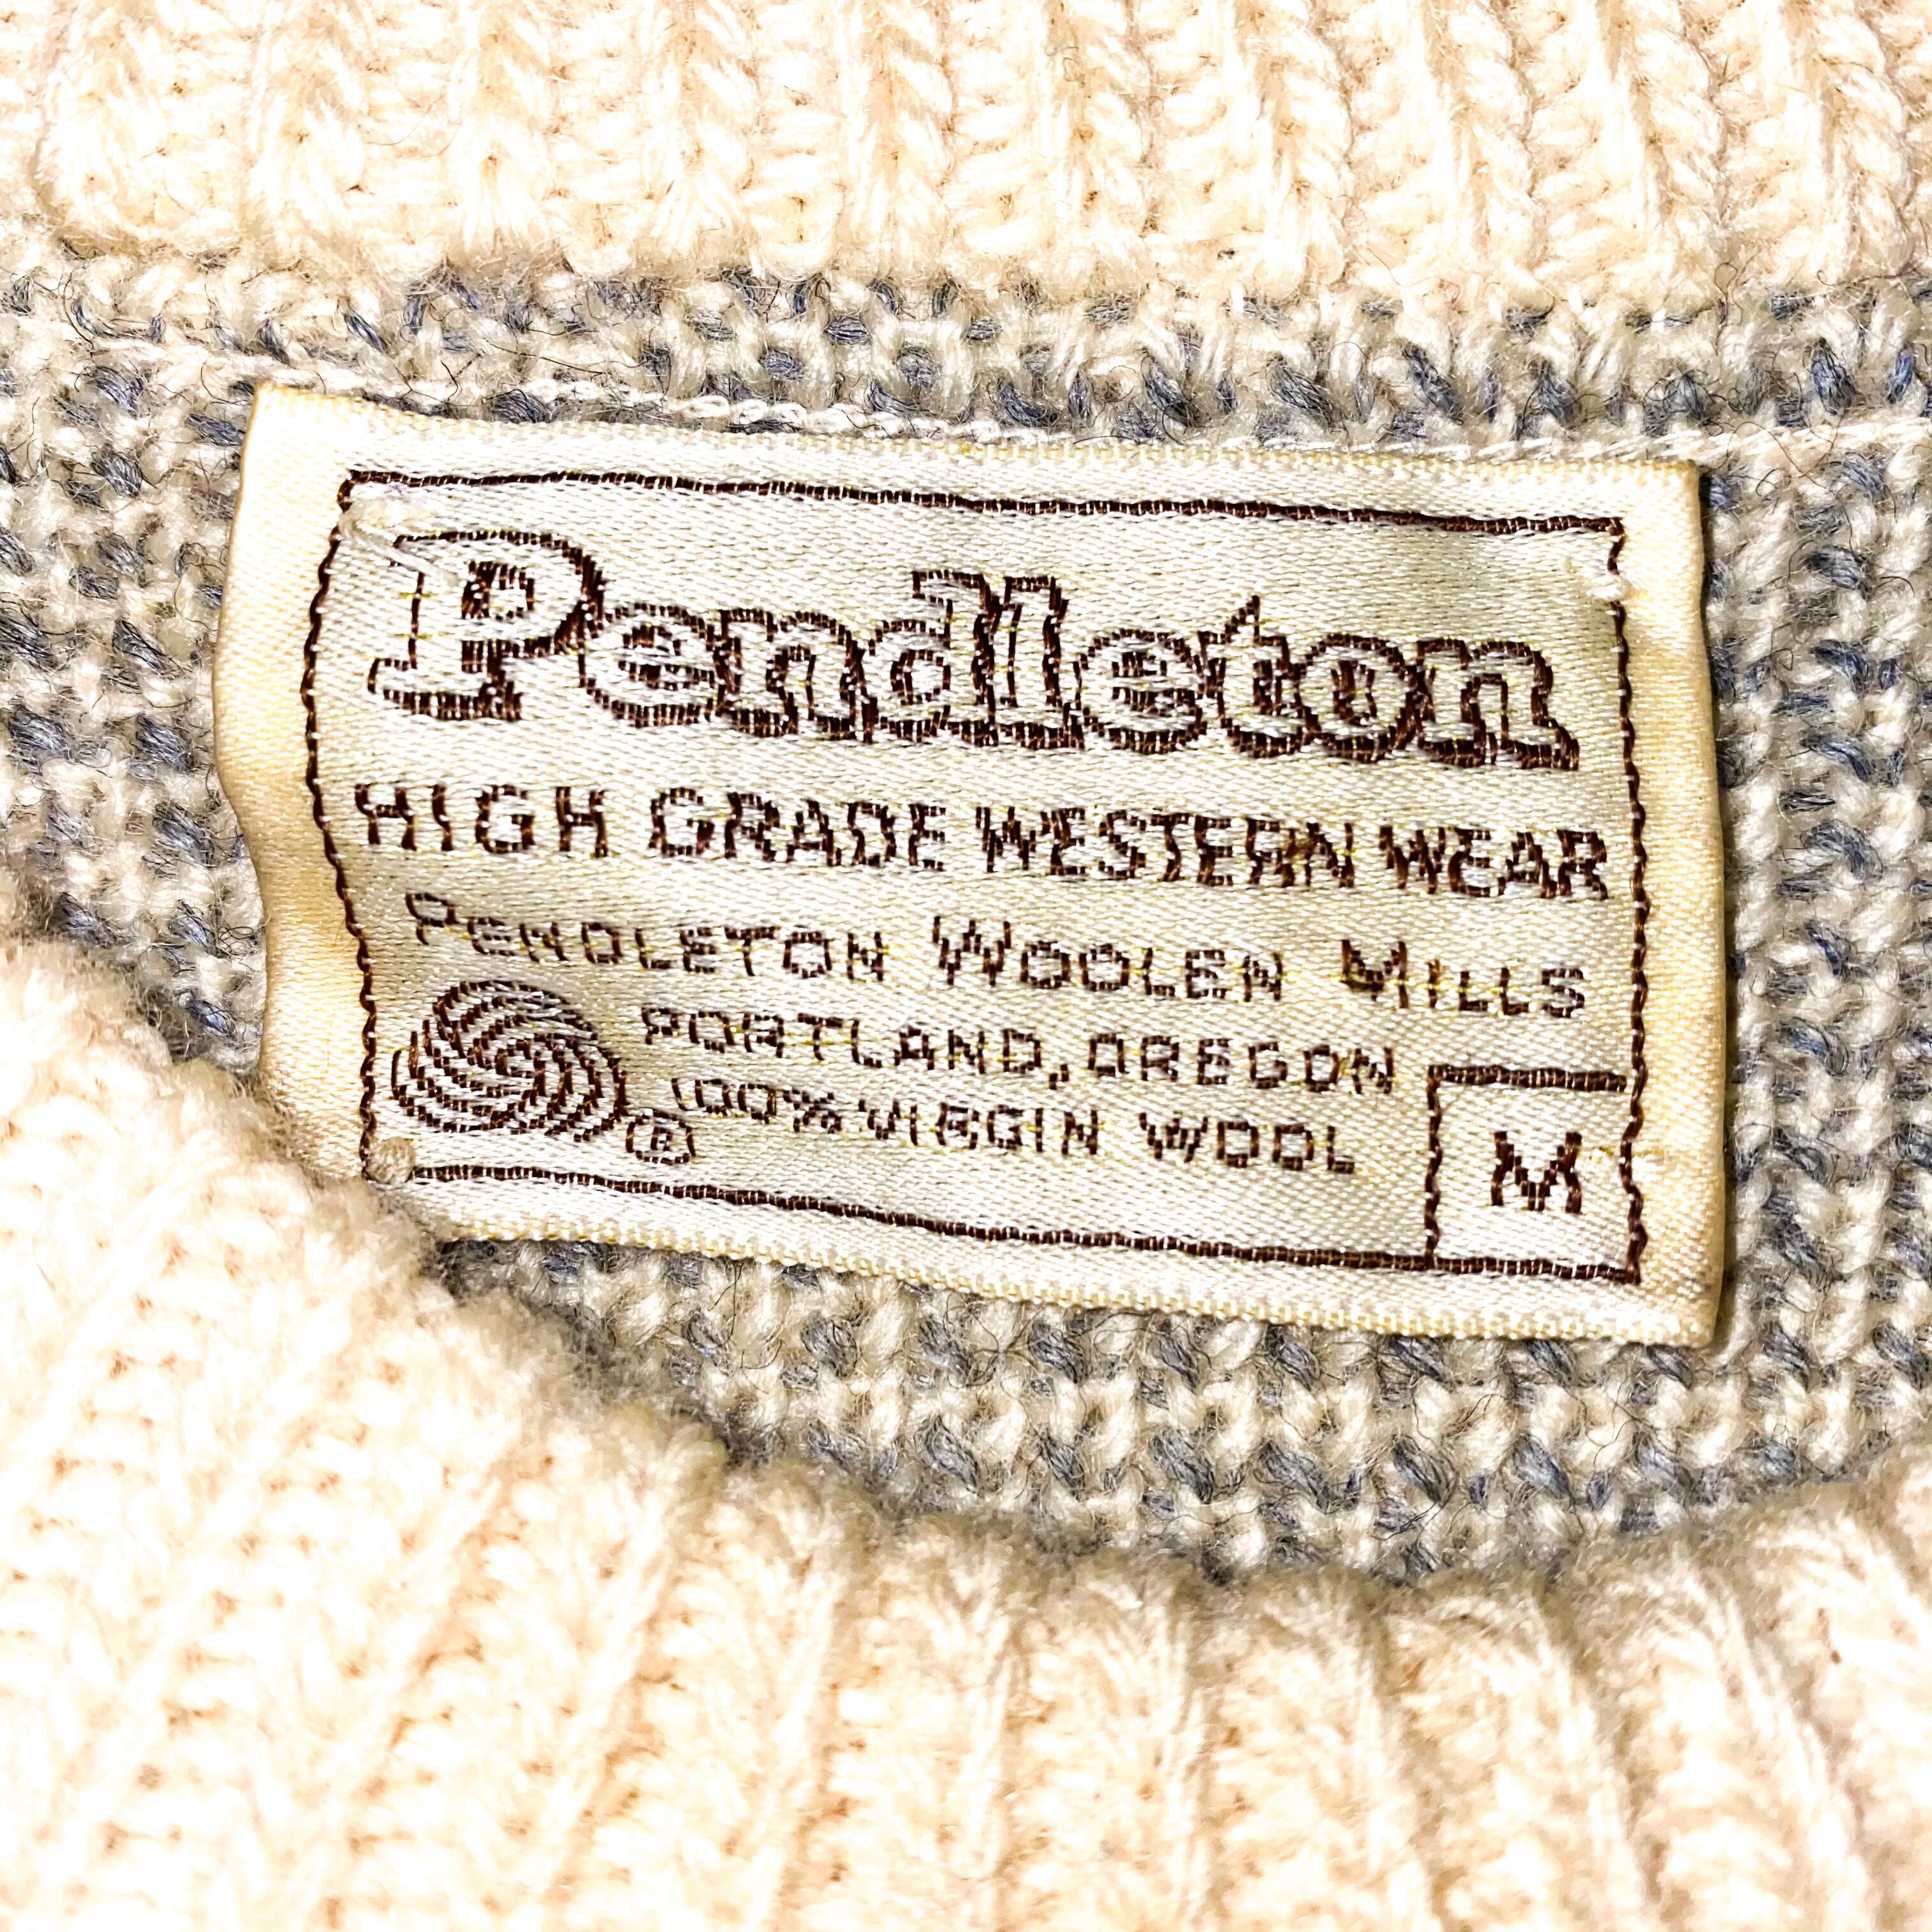 Pendleton
HIGH GRADE WESTERN WEAR
PENDLETON WOOLEN MILLS
PORTLAND, OREGON
® 100% VIRGIN WOOL
M